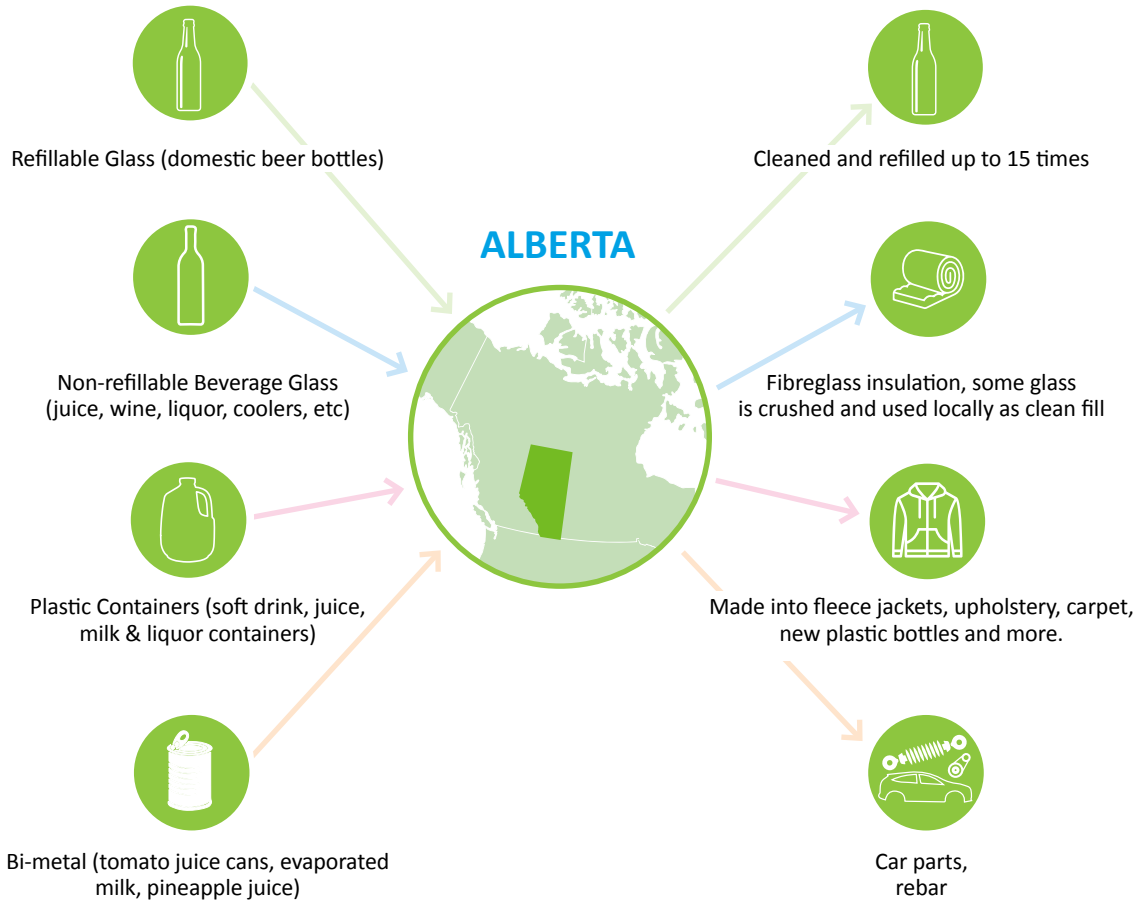 Refillable Glass (domestic beer bottles)
Cleaned and refilled up to 15 times
ALBERTA
Non-refillable Beverage Glass
(juice, wine, liquor, coolers, etc)
Fibreglass insulation, some glass
is crushed and used locally as clean fill
Plastic Containers (soft drink, juice,
milk & liquor containers)
Made into fleece jackets, upholstery, carpet,
new plastic bottles and more.
Bi-metal (tomato juice cans, evaporated
milk, pineapple juice)
Car parts,
rebar